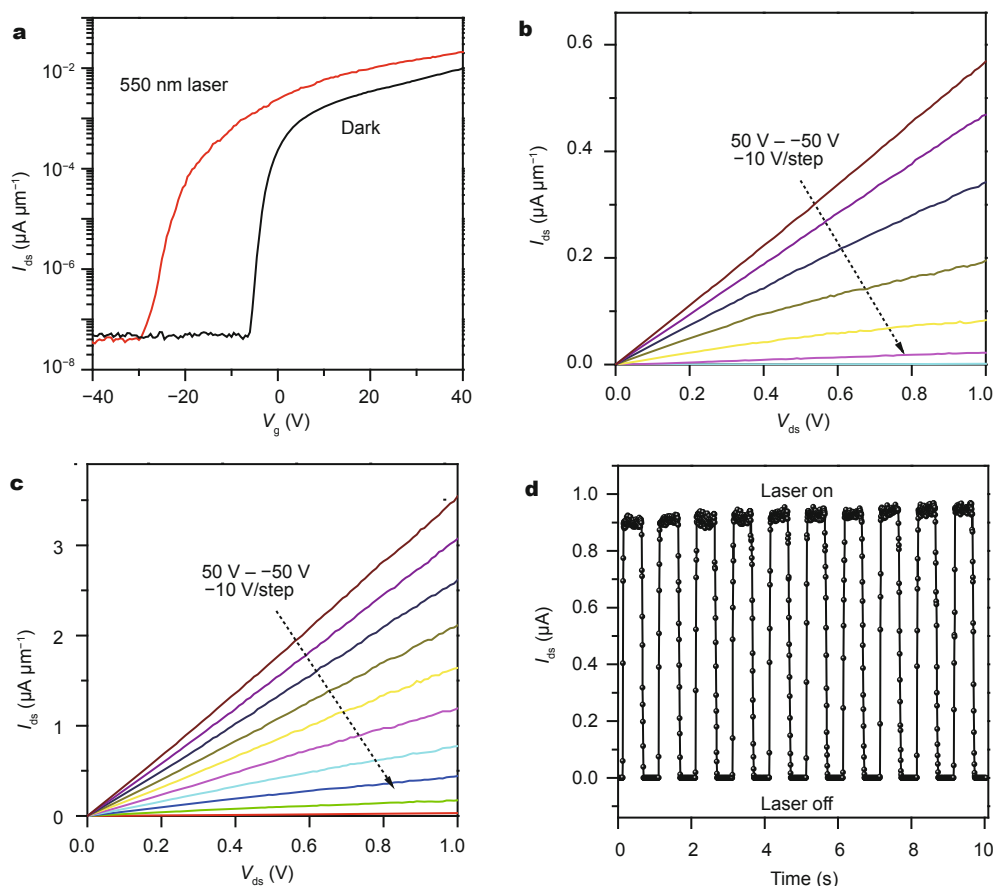 a
10⁻²
10⁻⁴
10⁻⁶
10⁻⁸
550 nm laser
Dark
I_ds (μA μm⁻¹)
−40
−20
0
20
40
V_g (V)
b
0.6
0.4
0.2
0.0
50 V – −50 V
−10 V/step
I_ds (μA μm⁻¹)
0.0
0.2
0.4
0.6
0.8
1.0
V_ds (V)
c
3
2
1
0
50 V – −50 V
−10 V/step
I_ds (μA μm⁻¹)
0.0
0.2
0.4
0.6
0.8
1.0
V_ds (V)
d
1.0
0.8
0.6
0.4
0.2
0.0
Laser on
Laser off
I_ds (μA)
0
2
4
6
8
10
Time (s)